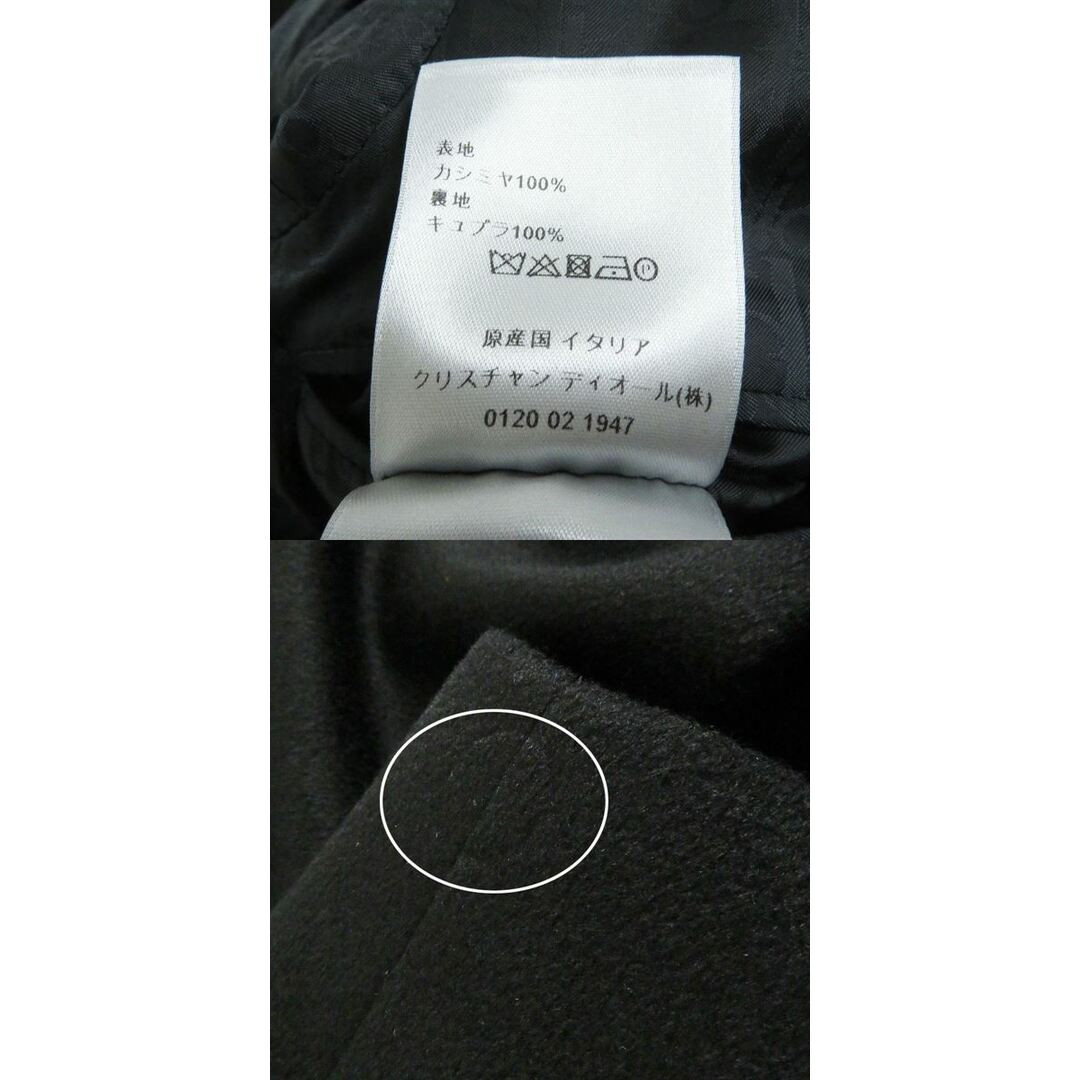 表地
カシミヤ100%
裏地
キュプラ100%
原産国 イタリア
クリスチャン ディオール(株)
0120 02 1947